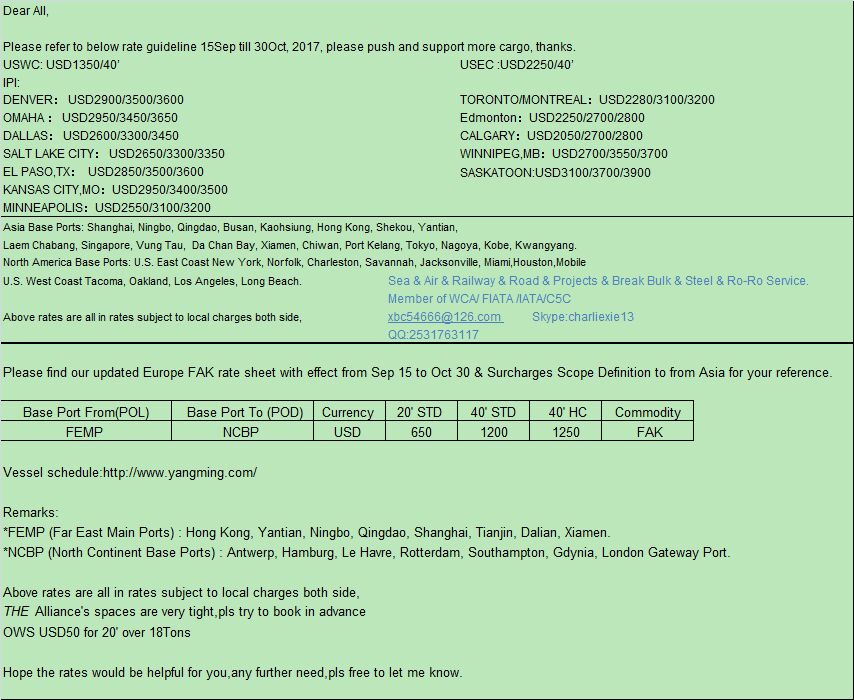 Dear All,
Please refer to below rate guideline 15Sep till 30Oct, 2017, please push and support more cargo, thanks.
USWC: USD1350/40’ USEC :USD2250/40’
IPI:
DENVER： USD2900/3500/3600 TORONTO/MONTREAL：USD2280/3100/3200
OMAHA： USD2950/3450/3650 Edmonton：USD2250/2700/2800
DALLAS： USD2600/3300/3450 CALGARY：USD2050/2700/2800
SALT LAKE CITY： USD2650/3300/3350 WINNIPEG,MB：USD2700/3550/3700
EL PASO,TX： USD2850/3500/3600 SASKATOON:USD3100/3700/3900
KANSAS CITY,MO：USD2950/3400/3500
MINNEAPOLIS：USD2550/3100/3200
Asia Base Ports: Shanghai, Ningbo, Qingdao, Busan, Kaohsiung, Hong Kong, Shekou, Yantian,
Laem Chabang, Singapore, Vung Tau, Da Chan Bay, Xiamen, Chiwan, Port Kelang, Tokyo, Nagoya, Kobe, Kwangyang.
North America Base Ports: U.S. East Coast New York, Norfolk, Charleston, Savannah, Jacksonville, Miami,Houston,Mobile
U.S. West Coast Tacoma, Oakland, Los Angeles, Long Beach. Sea & Air & Railway & Road & Projects & Break Bulk & Steel & Ro-Ro Service.
Member of WCA/ FIATA /IATA/C5C
Above rates are all in rates subject to local charges both side, xbc54666@126.com Skype:charliexie13
QQ:2531763117
Please find our updated Europe FAK rate sheet with effect from Sep 15 to Oct 30 & Surcharges Scope Definition to from Asia for your reference.
Base Port From(POL) Base Port To (POD) Currency 20' STD 40' STD 40' HC Commodity
FEMP NCBP USD 650 1200 1250 FAK
Vessel schedule:http://www.yangming.com/
Remarks:
*FEMP (Far East Main Ports) : Hong Kong, Yantian, Ningbo, Qingdao, Shanghai, Tianjin, Dalian, Xiamen.
*NCBP (North Continent Base Ports) : Antwerp, Hamburg, Le Havre, Rotterdam, Southampton, Gdynia, London Gateway Port.
Above rates are all in rates subject to local charges both side,
THE Alliance's spaces are very tight,pls try to book in advance
OWS USD50 for 20' over 18Tons
Hope the rates would be helpful for you,any further need,pls free to let me know.